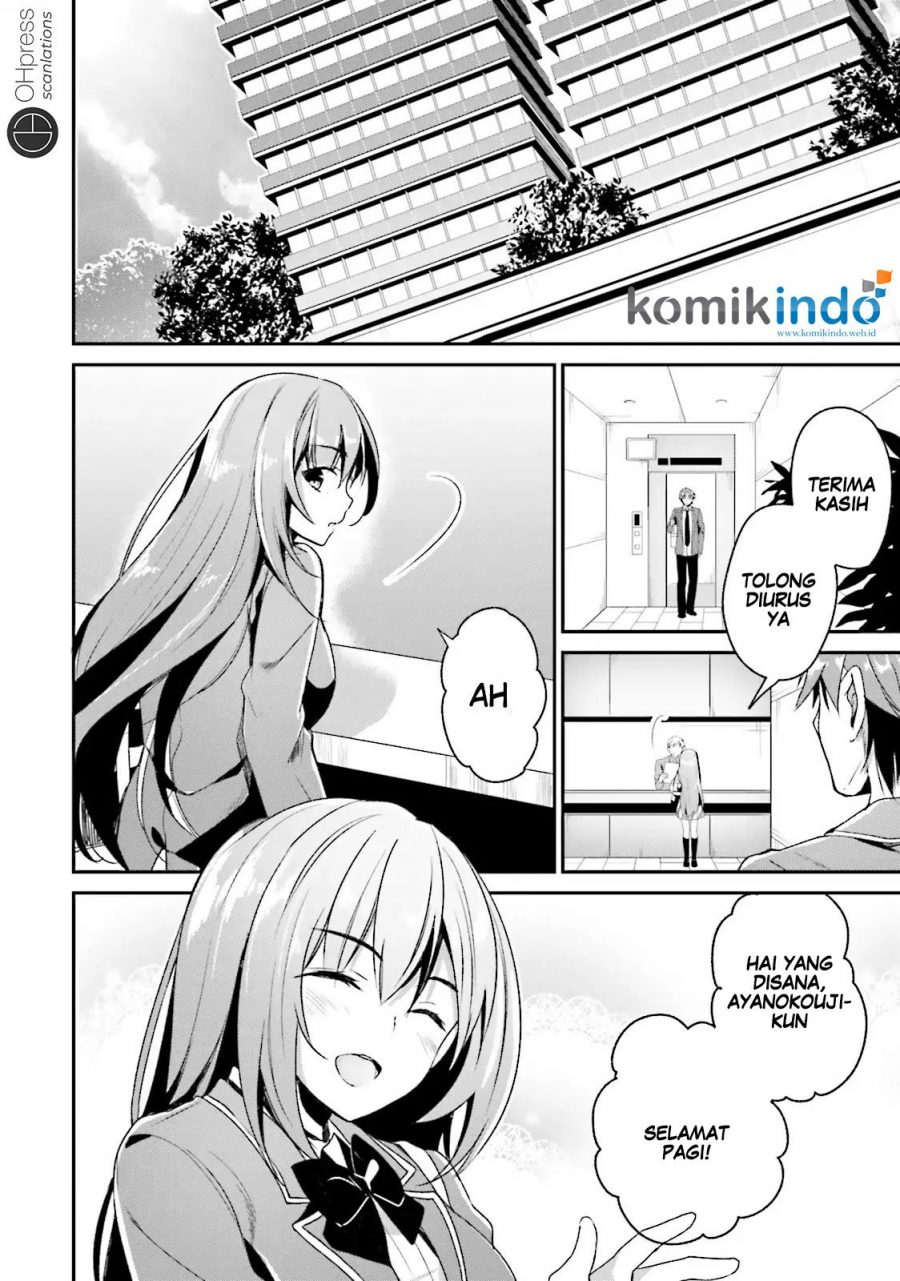 OHpress
scanlations
komikindo
www.komikindo.web.id
TERIMA
KASIH
TOLONG
DIURUS
YA
AH
HAI YANG
DISANA,
AYANOKOUJI-
KUN
SELAMAT
PAGI!